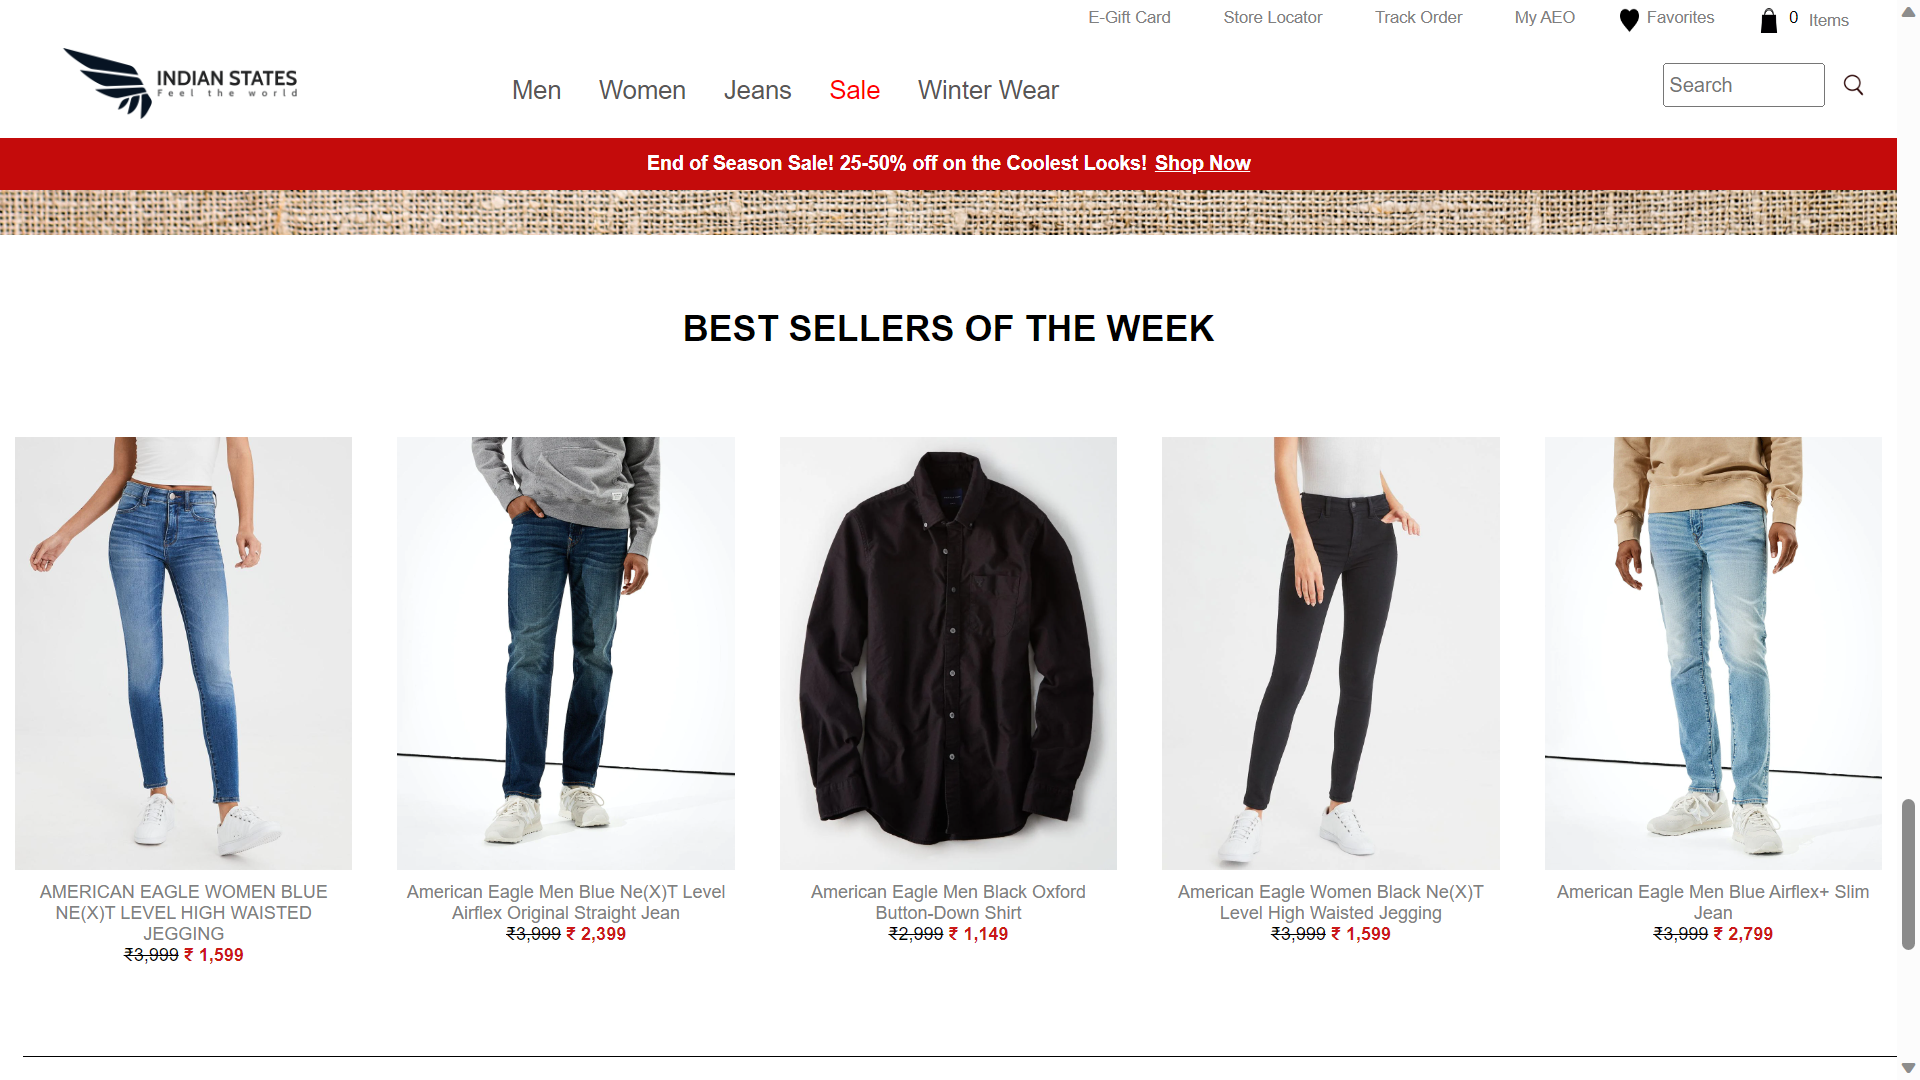 E-Gift Card
Store Locator
Track Order
My AEO
Favorites
0 Items
INDIAN STATES
Feel the world
Men
Women
Jeans
Sale
Winter Wear
Search
End of Season Sale! 25-50% off on the Coolest Looks! Shop Now
BEST SELLERS OF THE WEEK
AMERICAN EAGLE WOMEN BLUE
NE(X)T LEVEL HIGH WAISTED
JEGGING
₹3,999 ₹ 1,599
American Eagle Men Blue Ne(X)T Level
Airflex Original Straight Jean
₹3,999 ₹ 2,399
American Eagle Men Black Oxford
Button-Down Shirt
₹2,999 ₹ 1,149
American Eagle Women Black Ne(X)T
Level High Waisted Jegging
₹3,999 ₹ 1,599
American Eagle Men Blue Airflex+ Slim
Jean
₹3,999 ₹ 2,799